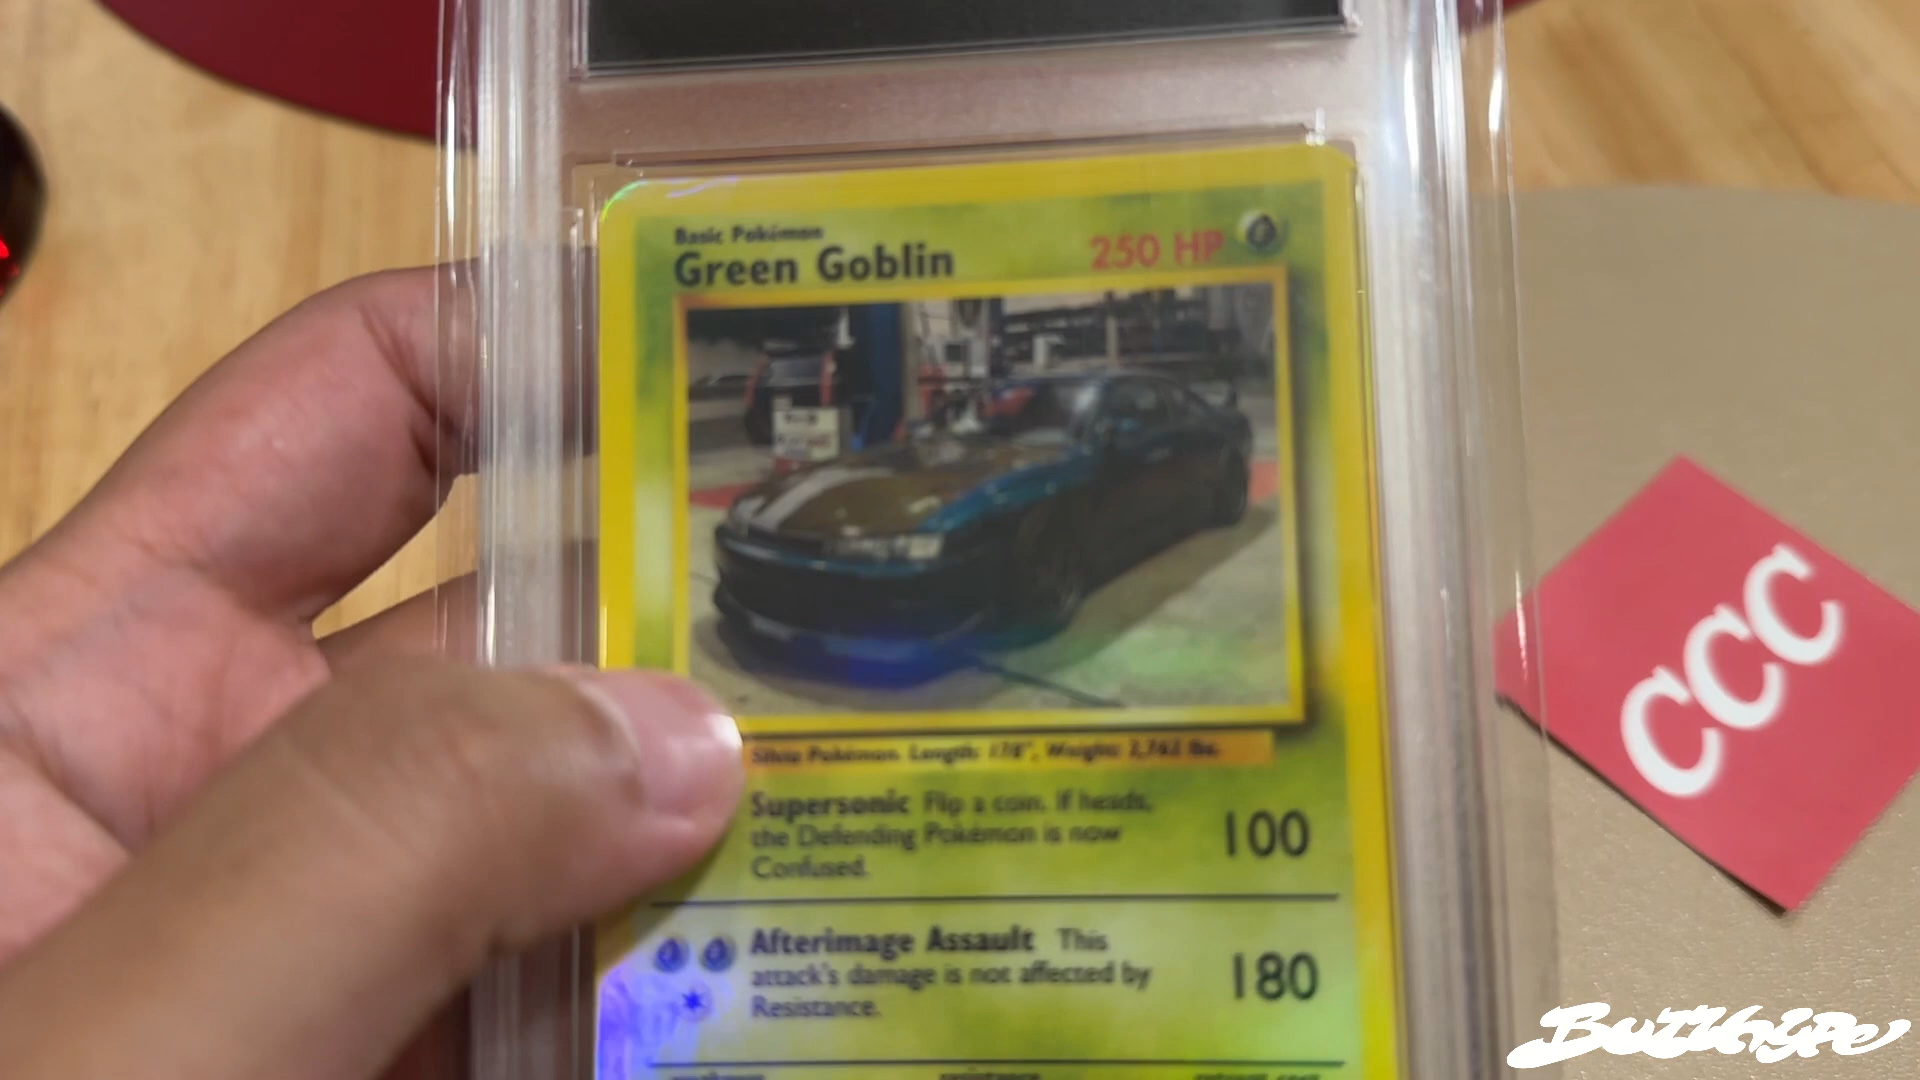 Basic Pokémon
Green Goblin 250 HP
Silvia Pokémon. Length: 178", Weight: 2,762 lbs.
Supersonic Flip a coin. If heads,
the Defending Pokémon is now
Confused.
100
Afterimage Assault This
attack's damage is not affected by
Resistance.
180
CCC